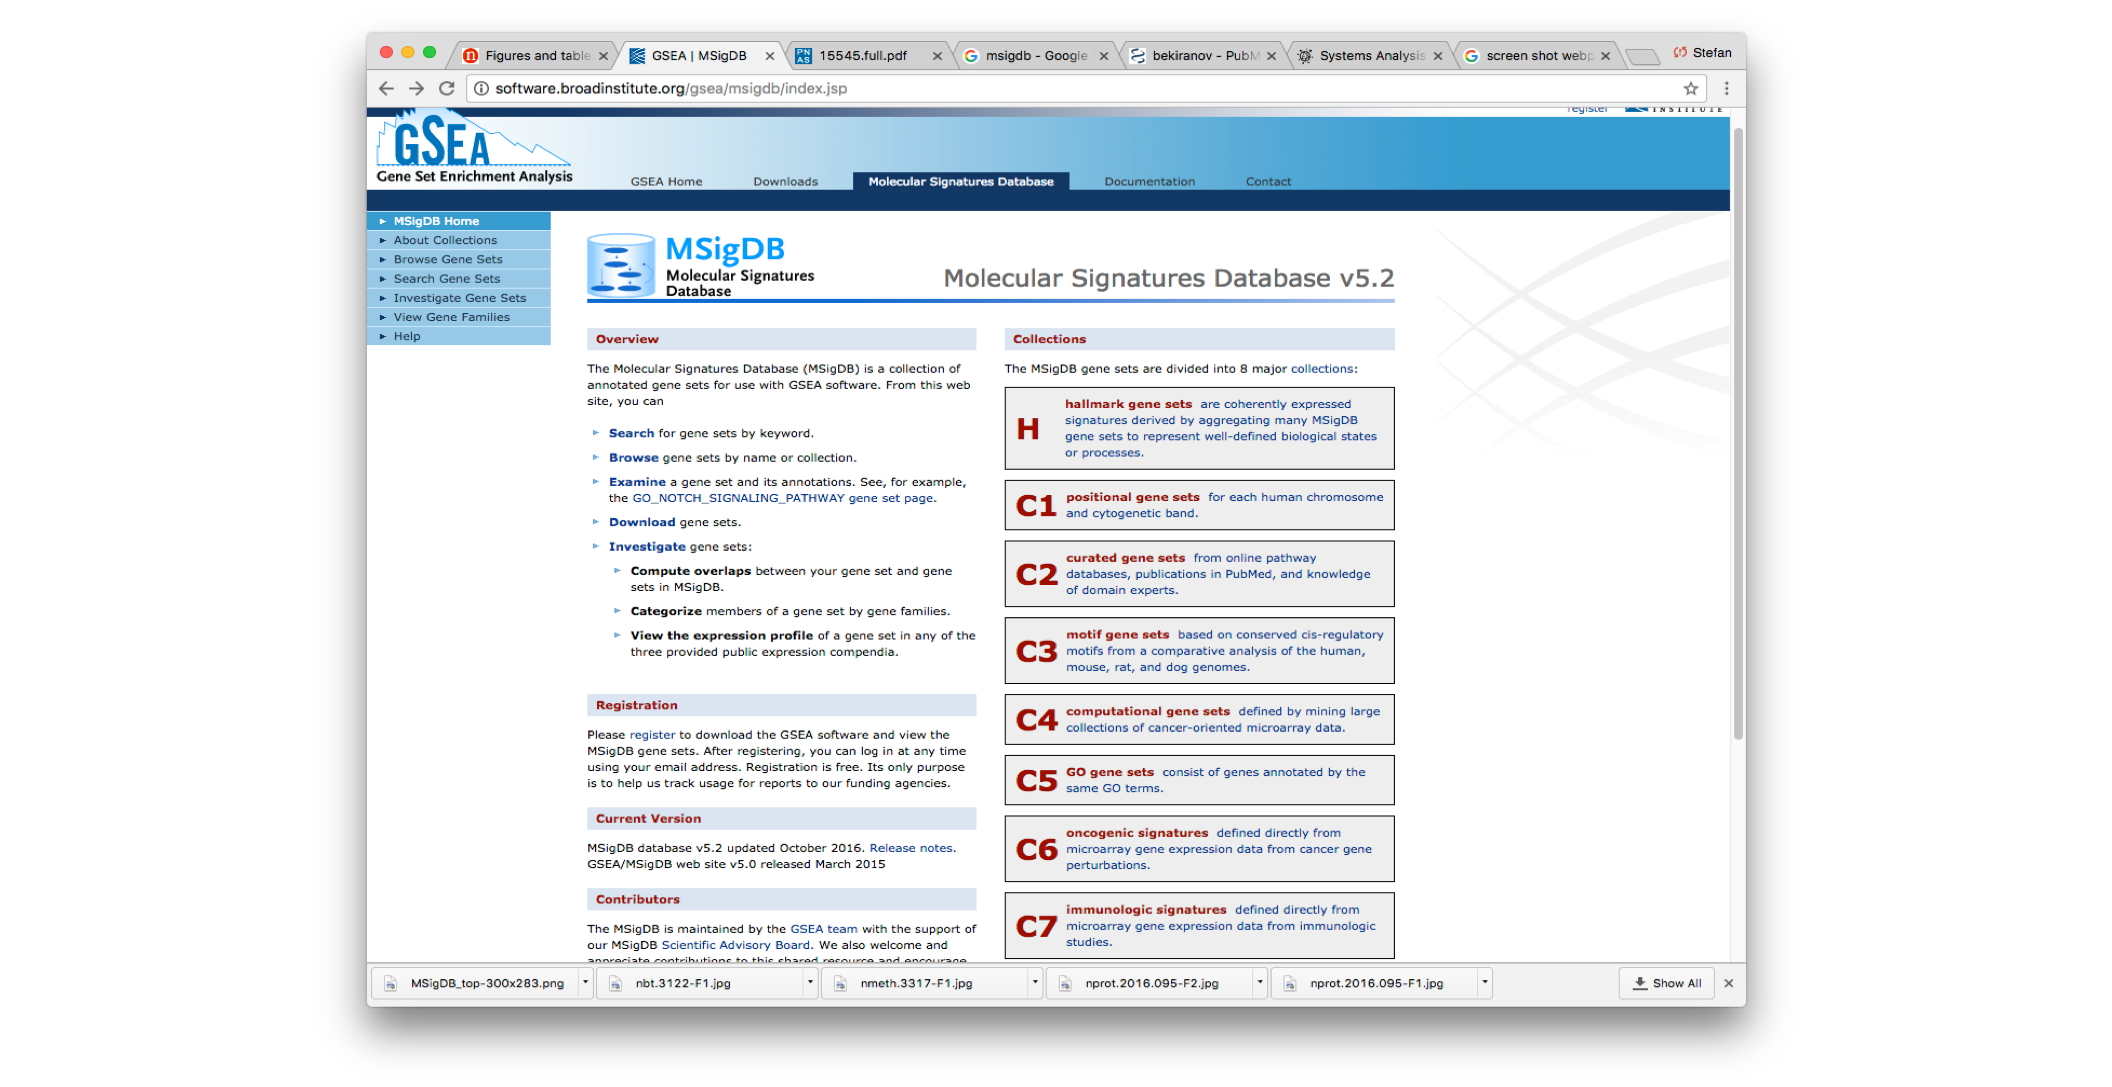 Figures and table
GSEA | MSigDB
15545.full.pdf
msigdb - Google
bekiranov - PubM
Systems Analysis
screen shot webp
Stefan
software.broadinstitute.org/gsea/msigdb/index.jsp
register
INSTITUTE
GSEA
Gene Set Enrichment Analysis
GSEA Home
Downloads
Molecular Signatures Database
Documentation
Contact
MSigDB Home
About Collections
Browse Gene Sets
Search Gene Sets
Investigate Gene Sets
View Gene Families
Help
MSigDB
Molecular Signatures
Database
Molecular Signatures Database v5.2
Overview
The Molecular Signatures Database (MSigDB) is a collection of
annotated gene sets for use with GSEA software. From this web
site, you can
Search for gene sets by keyword.
Browse gene sets by name or collection.
Examine a gene set and its annotations. See, for example,
the GO_NOTCH_SIGNALING_PATHWAY gene set page.
Download gene sets.
Investigate gene sets:
Compute overlaps between your gene set and gene
sets in MSigDB.
Categorize members of a gene set by gene families.
View the expression profile of a gene set in any of the
three provided public expression compendia.
Registration
Please register to download the GSEA software and view the
MSigDB gene sets. After registering, you can log in at any time
using your email address. Registration is free. Its only purpose
is to help us track usage for reports to our funding agencies.
Current Version
MSigDB database v5.2 updated October 2016. Release notes.
GSEA/MSigDB web site v5.0 released March 2015
Contributors
The MSigDB is maintained by the GSEA team with the support of
our MSigDB Scientific Advisory Board. We also welcome and
appreciate contributions to this shared resource and encourage
Collections
The MSigDB gene sets are divided into 8 major collections:
H
hallmark gene sets are coherently expressed
signatures derived by aggregating many MSigDB
gene sets to represent well-defined biological states
or processes.
C1
positional gene sets for each human chromosome
and cytogenetic band.
C2
curated gene sets from online pathway
databases, publications in PubMed, and knowledge
of domain experts.
C3
motif gene sets based on conserved cis-regulatory
motifs from a comparative analysis of the human,
mouse, rat, and dog genomes.
C4
computational gene sets defined by mining large
collections of cancer-oriented microarray data.
C5
GO gene sets consist of genes annotated by the
same GO terms.
C6
oncogenic signatures defined directly from
microarray gene expression data from cancer gene
perturbations.
C7
immunologic signatures defined directly from
microarray gene expression data from immunologic
studies.
MSigDB_top-300x283.png
nbt.3122-F1.jpg
nmeth.3317-F1.jpg
nprot.2016.095-F2.jpg
nprot.2016.095-F1.jpg
Show All